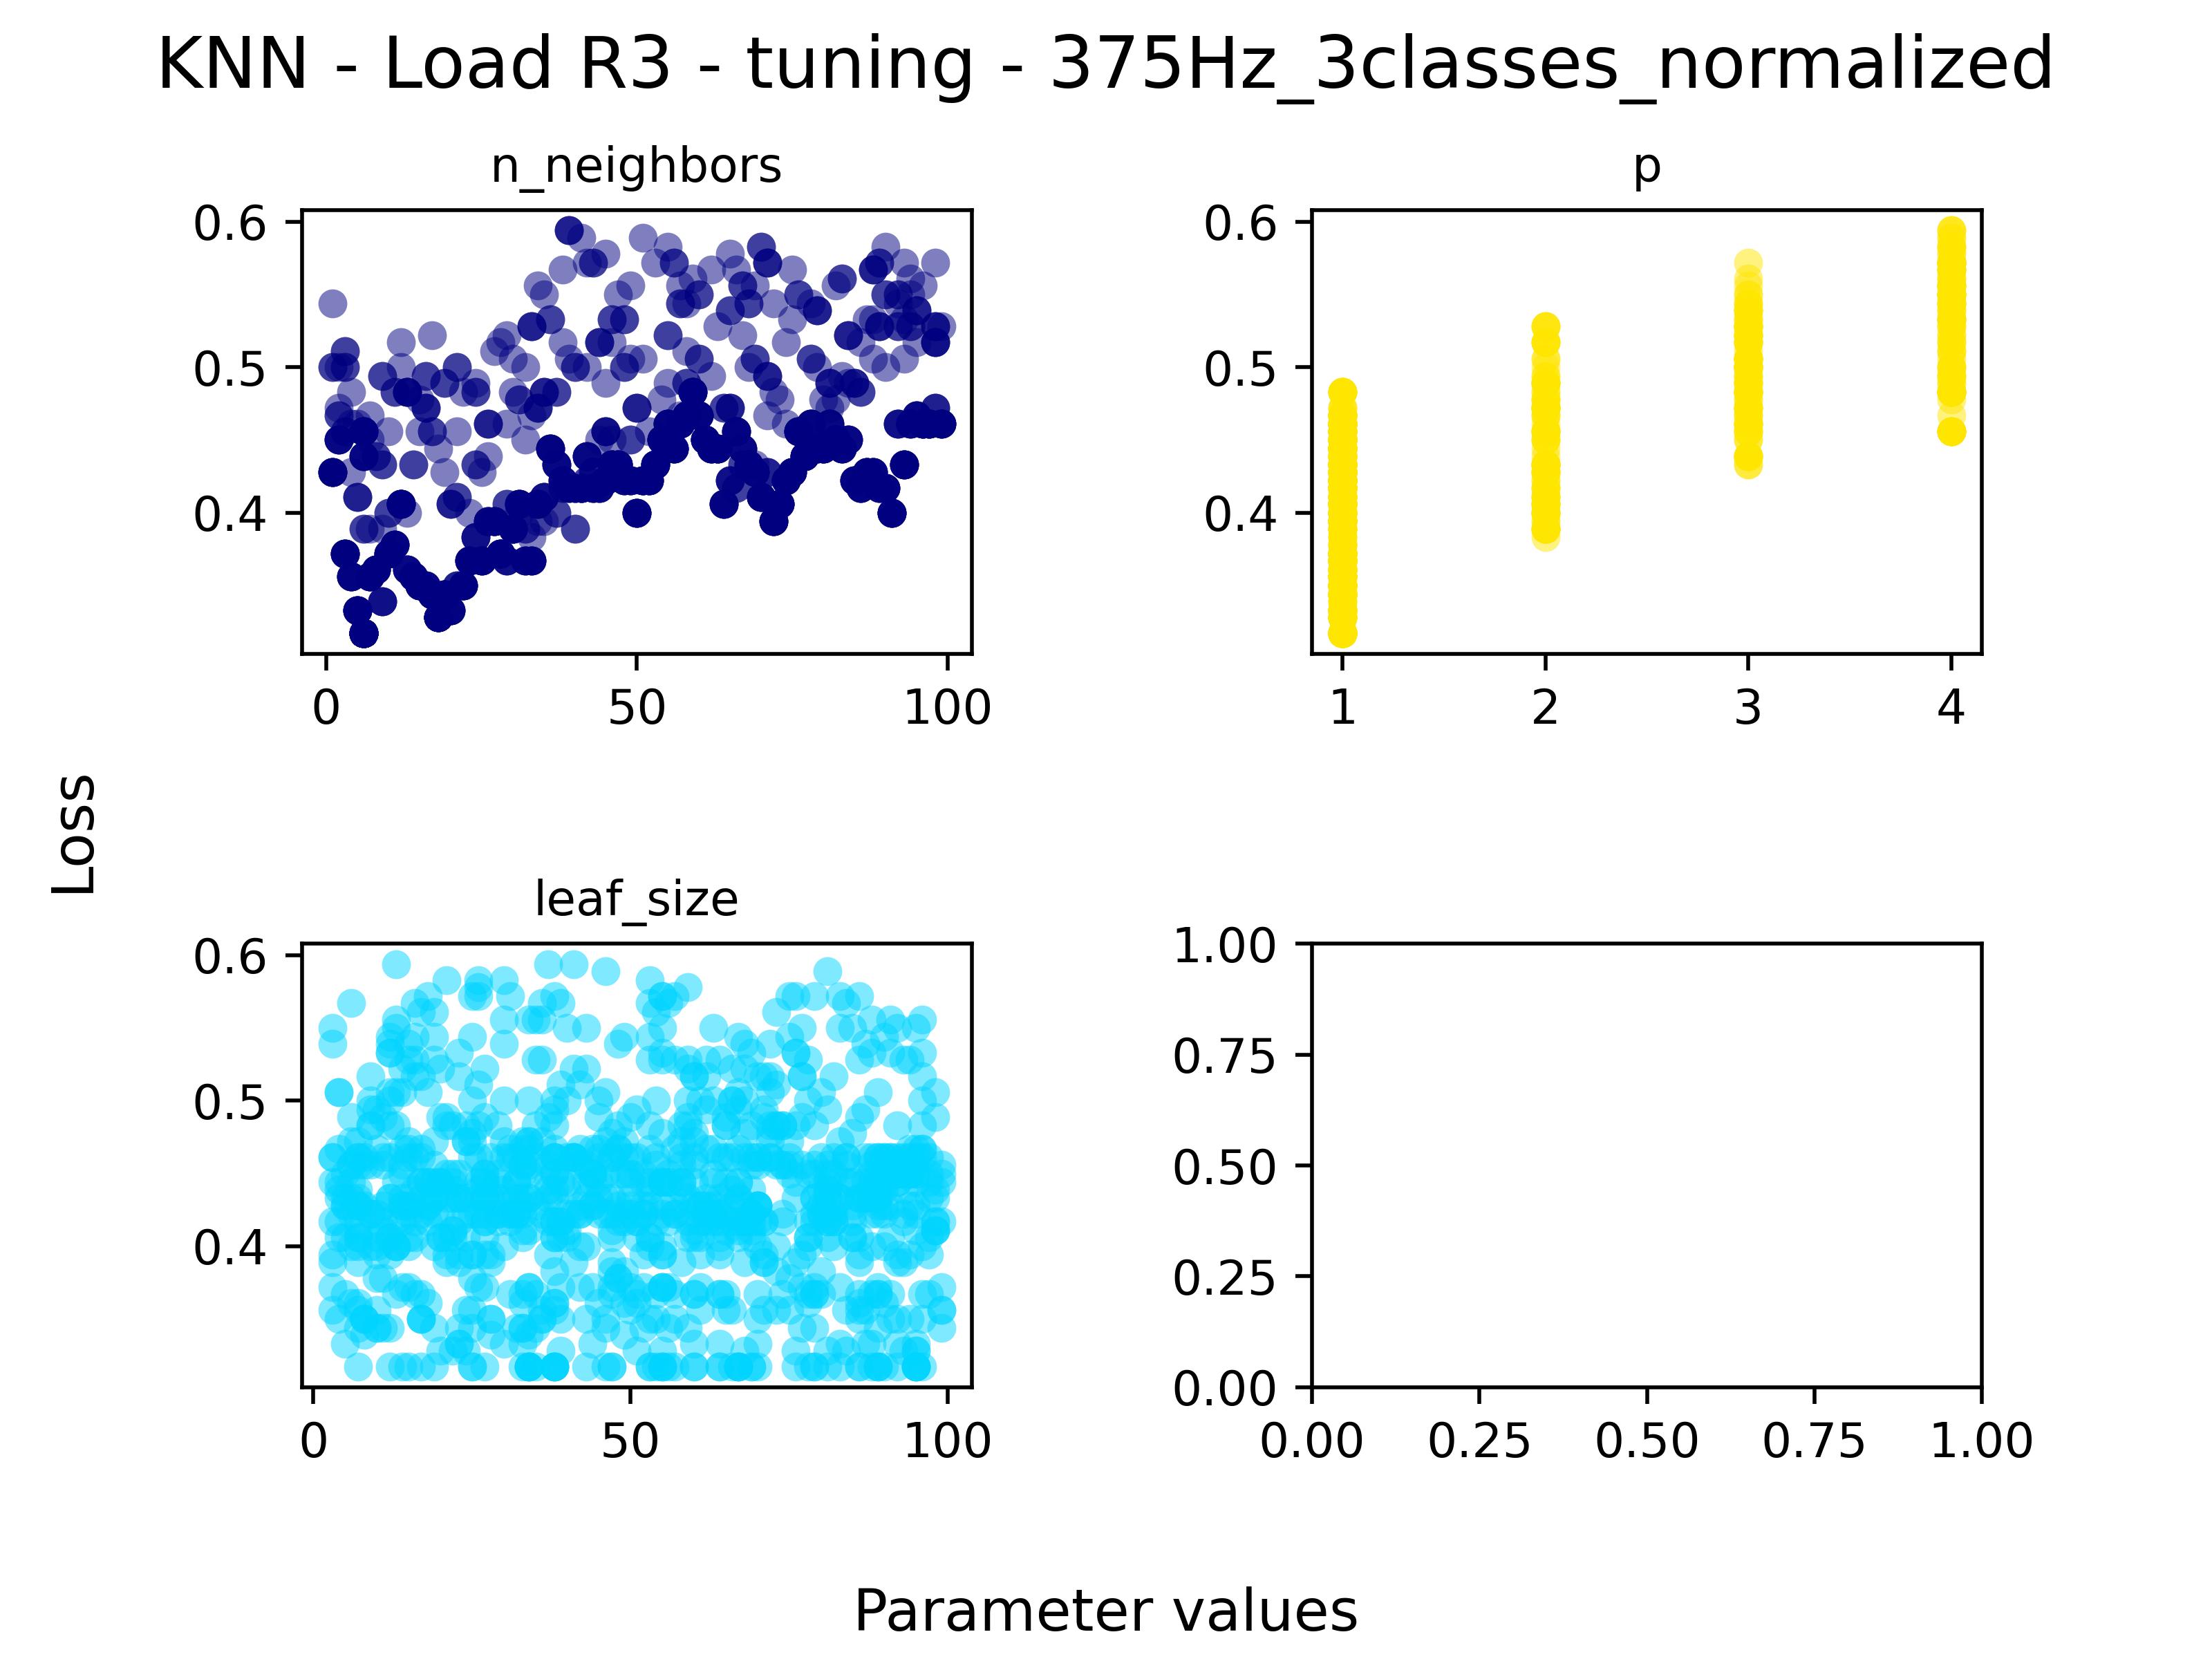 KNN - Load R3 - tuning - 375Hz_3classes_normalized
n_neighbors
0.6
0.5
0.4
0 50 100
p
0.6
0.5
0.4
1 2 3 4
Loss
leaf_size
0.6
0.5
0.4
0 50 100
1.00
0.75
0.50
0.25
0.00
0.00 0.25 0.50 0.75 1.00
Parameter values